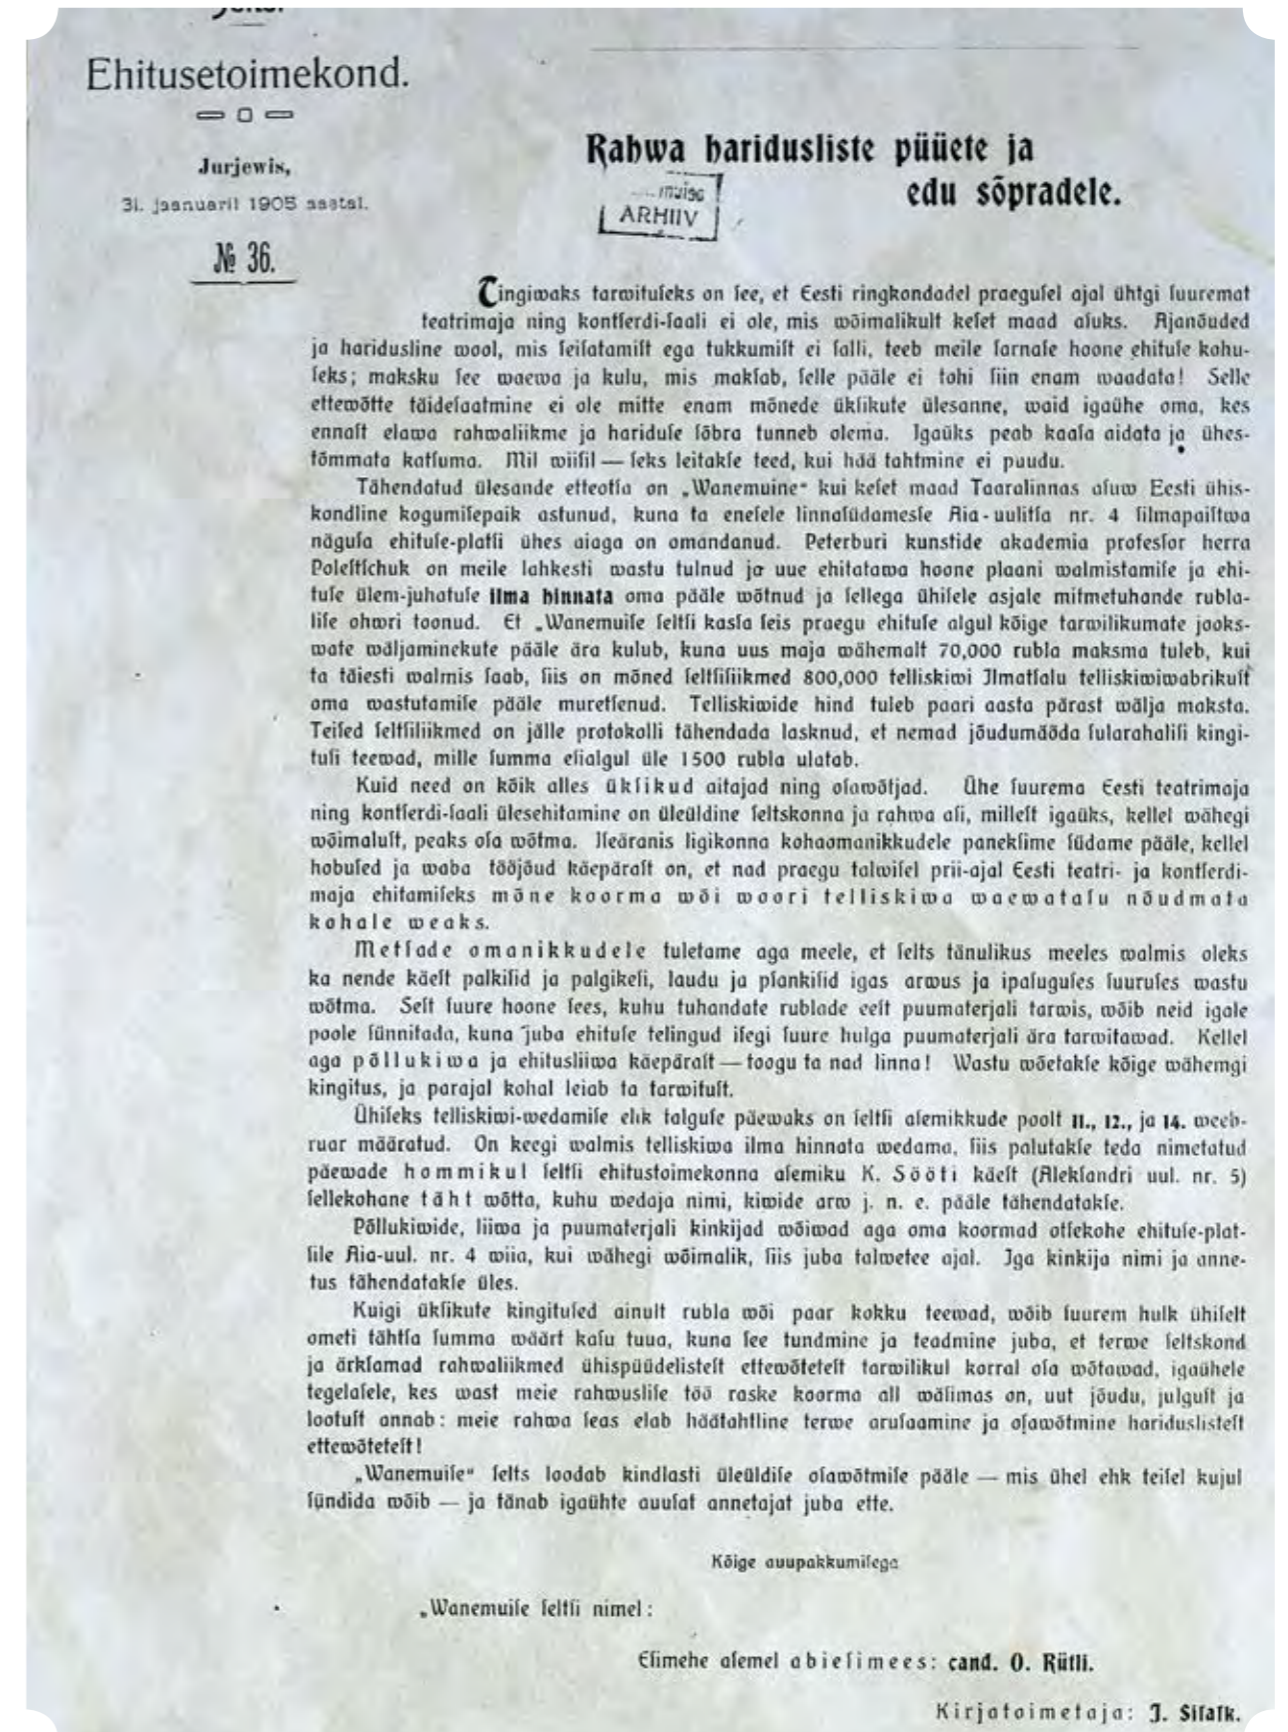 Ehitusetoimekond.
Jurjewis,
31. jaanuaril 1905 aastal.
№ 36.
Rahwa haridusliste püüete ja
edu sõpradele.
ARHIIV
Tingiwaks tarwituſeks on ſee, et Eesti ringkondadel praeguſel ajal ühtgi ſuuremat
teatrimaja ning kontſerdi-ſaali ei ole, mis wõimalikult keſet maad aſuks. Ajanõuded
ja haridusline wool, mis ſeiſatamiſt ega tukkumiſt ei ſalli, teeb meile ſarnaſe hoone ehituſe kohu-
ſeks; maksku ſee waewa ja kulu, mis makſab, ſelle pääle ei tohi ſiin enam waadata! Selle
ettewõtte täideſaatmine ei ole mitte enam mõnede ükſikute ülesanne, waid igaühe oma, kes
ennaſt elawa rahwaliikme ja hariduſe ſõbra tunneb olema. Igaüks peab kaaſa aidata ja ühes-
tõmmata katſuma. Mil wiiſil — ſeks leitakſe teed, kui hää tahtmine ei puudu.
Tähendatud ülesande etteotſa on „Wanemuine“ kui keſet maad Taaralinnas aſuw Eesti ühis-
kondline kogumiſepaik astunud, kuna ta eneſele linnaſüdamesſe Aia-uulitſa nr. 4 ſilmapaiſtwa
näguſa ehituſe-platſi ühes aiaga on omandanud. Peterburi kunstide akademia profesſor herra
Poleſtſchuk on meile lahkesti wastu tulnud ja uue ehitatawa hoone plaani walmistamiſe ja ehi-
tuſe ülem-juhatuſe ilma hinnata oma pääle wõtnud ja ſellega ühiſele asjale mitmetuhande rubla-
liſe ohwri toonud. Et „Wanemuiſe ſeltſi kasſa ſeis praegu ehituſe algul kõige tarwilikumate jooks-
wate wäljaminekute pääle ära kulub, kuna uus maja wähemalt 70,000 rubla maksma tuleb, kui
ta täiesti walmis ſaab, ſiis on mõned ſeltſiſiikmed 800,000 telliskiwi Ilmatſalu telliskiwiwabrikuſt
oma wastutamiſe pääle muretſenud. Telliskiwide hind tuleb paari aasta pärast wälja maksta.
Teiſed ſeltſiliikmed on jälle protokolli tähendada lasknud, et nemad jõudumööda ſularahaliſi kingi-
tuſi teewad, mille ſumma eſialgul üle 1500 rubla ulatab.
Kuid need on kõik alles ükſikud aitajad ning oſawõtjad. Ühe ſuurema Eesti teatrimaja
ning kontſerdi-ſaali ülesehitamine on üleüldine ſeltskonna ja rahwa aſi, milleſt igaüks, kellel wähegi
wõimaluſt, peaks oſa wõtma. Iſeäranis ligikonna kohaomanikkudele panekſime ſüdame pääle, kellel
hobuſed ja waba tööjõud käepäraſt on, et nad praegu talwiſel prii-ajal Eesti teatri- ja kontſerdi-
maja ehitamiſeks mõne koorma wõi woori telliskiwa waewataſu nõudmata
kohale weaks.
Metſade omanikkudele tuletame aga meele, et ſelts tänulikus meeles walmis oleks
ka nende käeſt palkiſid ja palgikeſi, laudu ja plankiſid igas arwus ja ipaſuguſes ſuuruſes wastu
wõtma. Selt ſuure hoone ſees, kuhu tuhandate rublade eeſt puumaterjali tarwis, wõib neid igale
poole ſünnitada, kuna juba ehituſe telingud iſegi ſuure hulga puumaterjali ära tarwitawad. Kellel
aga põllukiwa ja ehitusliiwa käepäraſt — toogu ta nad linna! Wastu wõetakſe kõige wähemgi
kingitus, ja parajal kohal leiab ta tarwituſt.
Ühiſeks telliskiwi-wedamiſe ehk talguſe päewaks on ſeltſi aſemikkude poolt 11., 12., ja 14. weeb-
ruar määratud. On keegi walmis telliskiwa ilma hinnata wedama, ſiis palutakſe teda nimetatud
päewade hommikul ſeltſi ehitustoimekonna aſemiku K. Sööti käeſt (Alekſandri uul. nr. 5)
ſellekohane täht wõtta, kuhu wedaja nimi, kiwide arw j. n. e. pääle tähendatakſe.
Põllukiwide, liiwa ja puumaterjali kinkijad wõiwad aga oma koormad otſekohe ehituſe-plat-
ſile Aia-uul. nr. 4 wiia, kui wähegi wõimalik, ſiis juba talwetee ajal. Iga kinkija nimi ja anne-
tus tähendatakſe üles.
Kuigi ükſikute kingituſed ainult rubla wõi paar kokku teewad, wõib ſuurem hulk ühiſelt
ometi tähtſa ſumma wäärt kaſu tuua, kuna ſee tundmine ja teadmine juba, et terwe ſeltskond
ja ärkſamad rahwaliikmed ühispüüdelisteſt ettewõteteſt tarwilikul korral oſa wõtawad, igaühele
tegelaſele, kes waſt meie rahwusliſe töö raske koorma all wäſimas on, uut jõudu, julguſt ja
lootuſt annab: meie rahwa ſeas elab häätahtline terwe aruſaamine ja oſawõtmine hariduslisteſt
ettewõteteſt!
„Wanemuiſe“ ſelts loodab kindlasti üleüldiſe oſawõtmiſe pääle — mis ühel ehk teiſel kujul
ſündida wõib — ja tänab igaühte auuſat annetajat juba ette.
Kõige auupakkumiſega
„Wanemuiſe ſeltſi nimel:
Eſimehe aſemel abieſimees: cand. O. Rütli.
Kirjatoimetaja: J. Siſaſk.